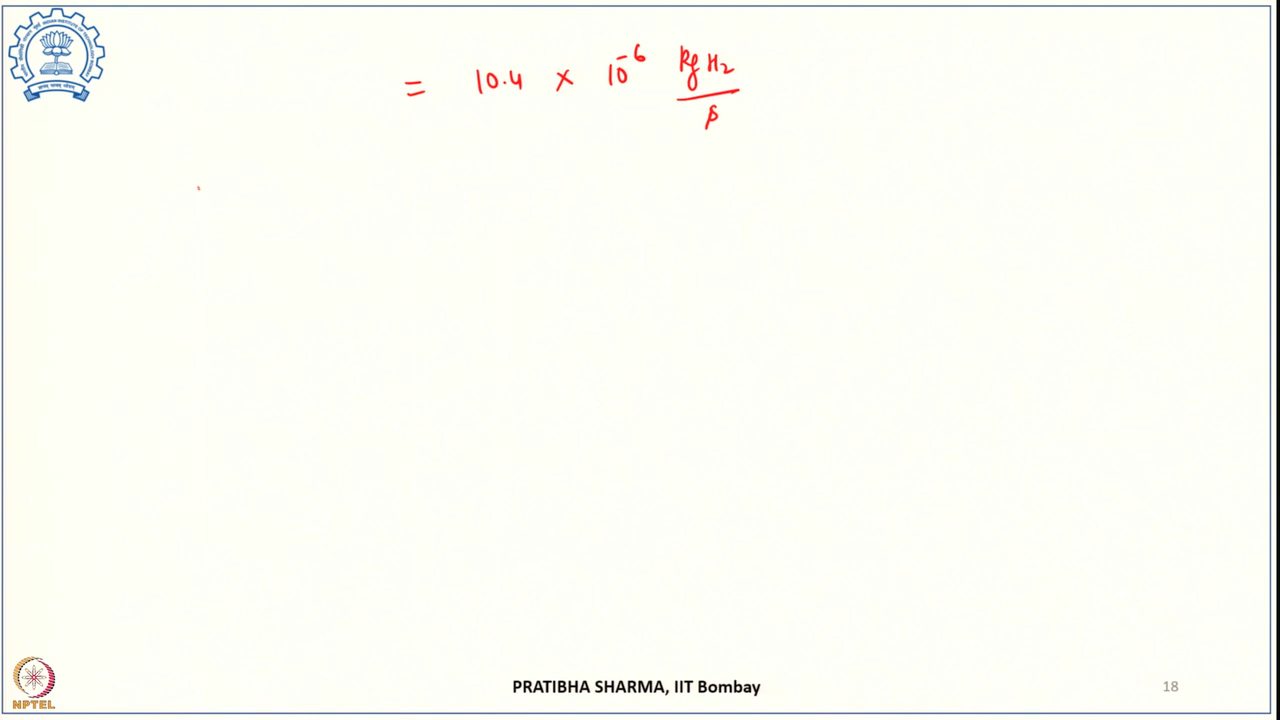 = 10.4 × 10⁻⁶ kg H₂ / s
NPTEL
PRATIBHA SHARMA, IIT Bombay
18